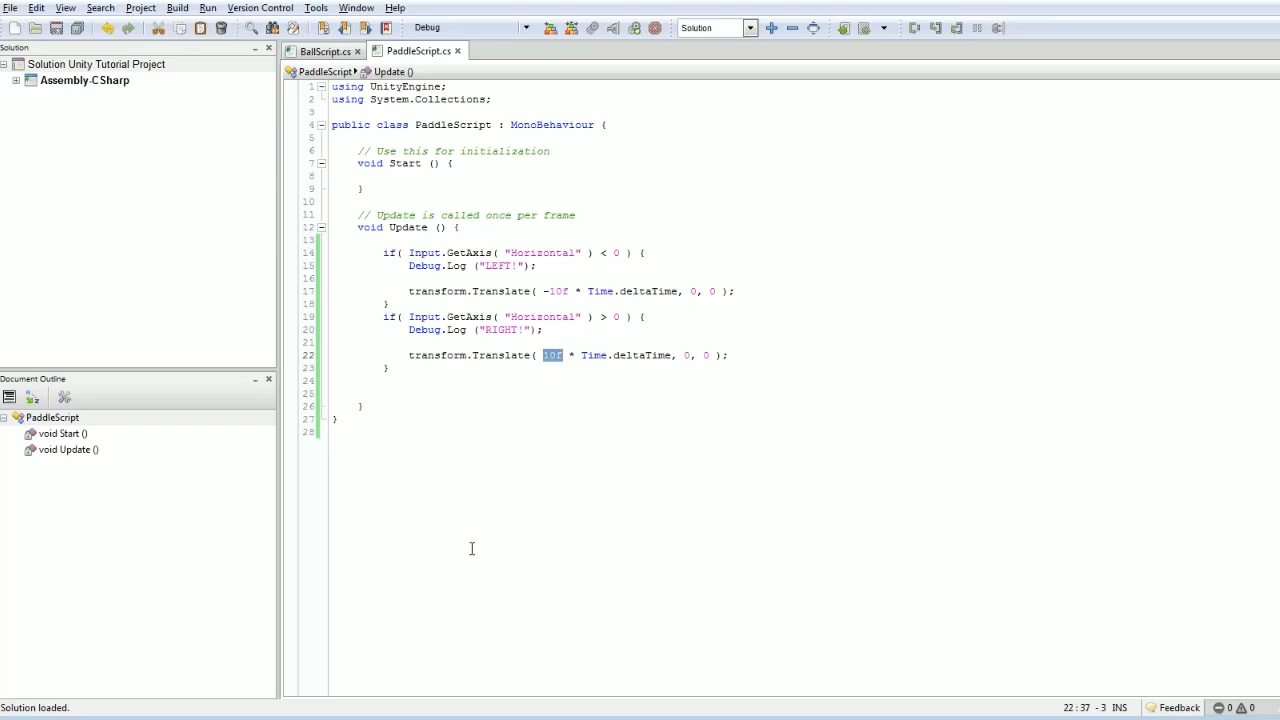 File Edit View Search Project Build Run Version Control Tools Window Help
Debug Solution
Solution
Solution Unity Tutorial Project
Assembly-CSharp
Document Outline
PaddleScript
void Start ()
void Update ()
BallScript.cs PaddleScript.cs
PaddleScript Update ()
1 using UnityEngine;
2 using System.Collections;
3
4 public class PaddleScript : MonoBehaviour {
5
6 // Use this for initialization
7 void Start () {
8
9 }
10
11 // Update is called once per frame
12 void Update () {
13
14 if( Input.GetAxis( "Horizontal" ) < 0 ) {
15 Debug.Log ("LEFT!");
16
17 transform.Translate( -10f * Time.deltaTime, 0, 0 );
18 }
19 if( Input.GetAxis( "Horizontal" ) > 0 ) {
20 Debug.Log ("RIGHT!");
21
22 transform.Translate( 10f * Time.deltaTime, 0, 0 );
23 }
24
25
26 }
27 }
28
Solution loaded. 22 : 37 - 3 INS Feedback 0 0